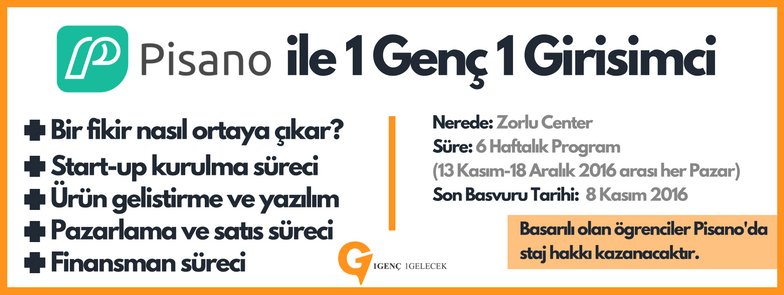 Pisano ile 1 Genç 1 Girisimci
Bir fikir nasıl ortaya çıkar?
Start-up kurulma süreci
Ürün gelistirme ve yazılım
Pazarlama ve satıs süreci
Finansman süreci
Nerede: Zorlu Center
Süre: 6 Haftalık Program
(13 Kasım-18 Aralık 2016 arası her Pazar)
Son Basvuru Tarihi: 8 Kasım 2016
Basarılı olan ögrenciler Pisano'da
staj hakkı kazanacaktır.
1GENÇ 1GELECEK